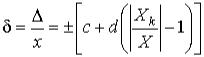 δ = Δ/x = ±[c + d(|X_k/X| − 1)]